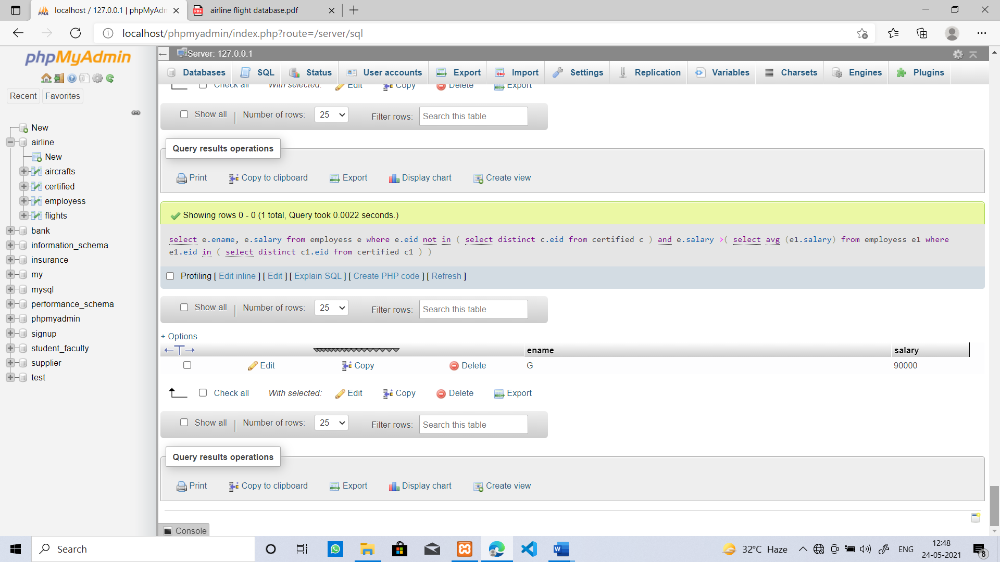 localhost / 127.0.0.1 | phpMyAdm
airline flight database.pdf
localhost/phpmyadmin/index.php?route=/server/sql
phpMyAdmin
Recent
Favorites
New
airline
New
aircrafts
certified
employess
flights
bank
information_schema
insurance
my
mysql
performance_schema
phpmyadmin
signup
student_faculty
supplier
test
Server: 127.0.0.1
Databases SQL Status User accounts Export Import Settings Replication Variables Charsets Engines Plugins
Check all With selected: Edit Copy Delete Export
Show all Number of rows: 25 Filter rows: Search this table
Query results operations
Print Copy to clipboard Export Display chart Create view
Showing rows 0 - 0 (1 total, Query took 0.0022 seconds.)
select e.ename, e.salary from employess e where e.eid not in ( select distinct c.eid from certified c ) and e.salary >( select avg (e1.salary) from employess e1 where
e1.eid in ( select distinct c1.eid from certified c1 ) )
Profiling [ Edit inline ] [ Edit ] [ Explain SQL ] [ Create PHP code ] [ Refresh ]
Show all Number of rows: 25 Filter rows: Search this table
+ Options
←T→ ename salary
Edit Copy Delete G 90000
Check all With selected: Edit Copy Delete Export
Show all Number of rows: 25 Filter rows: Search this table
Query results operations
Print Copy to clipboard Export Display chart Create view
Console
Search
32°C Haze
ENG
12:48
24-05-2021
8